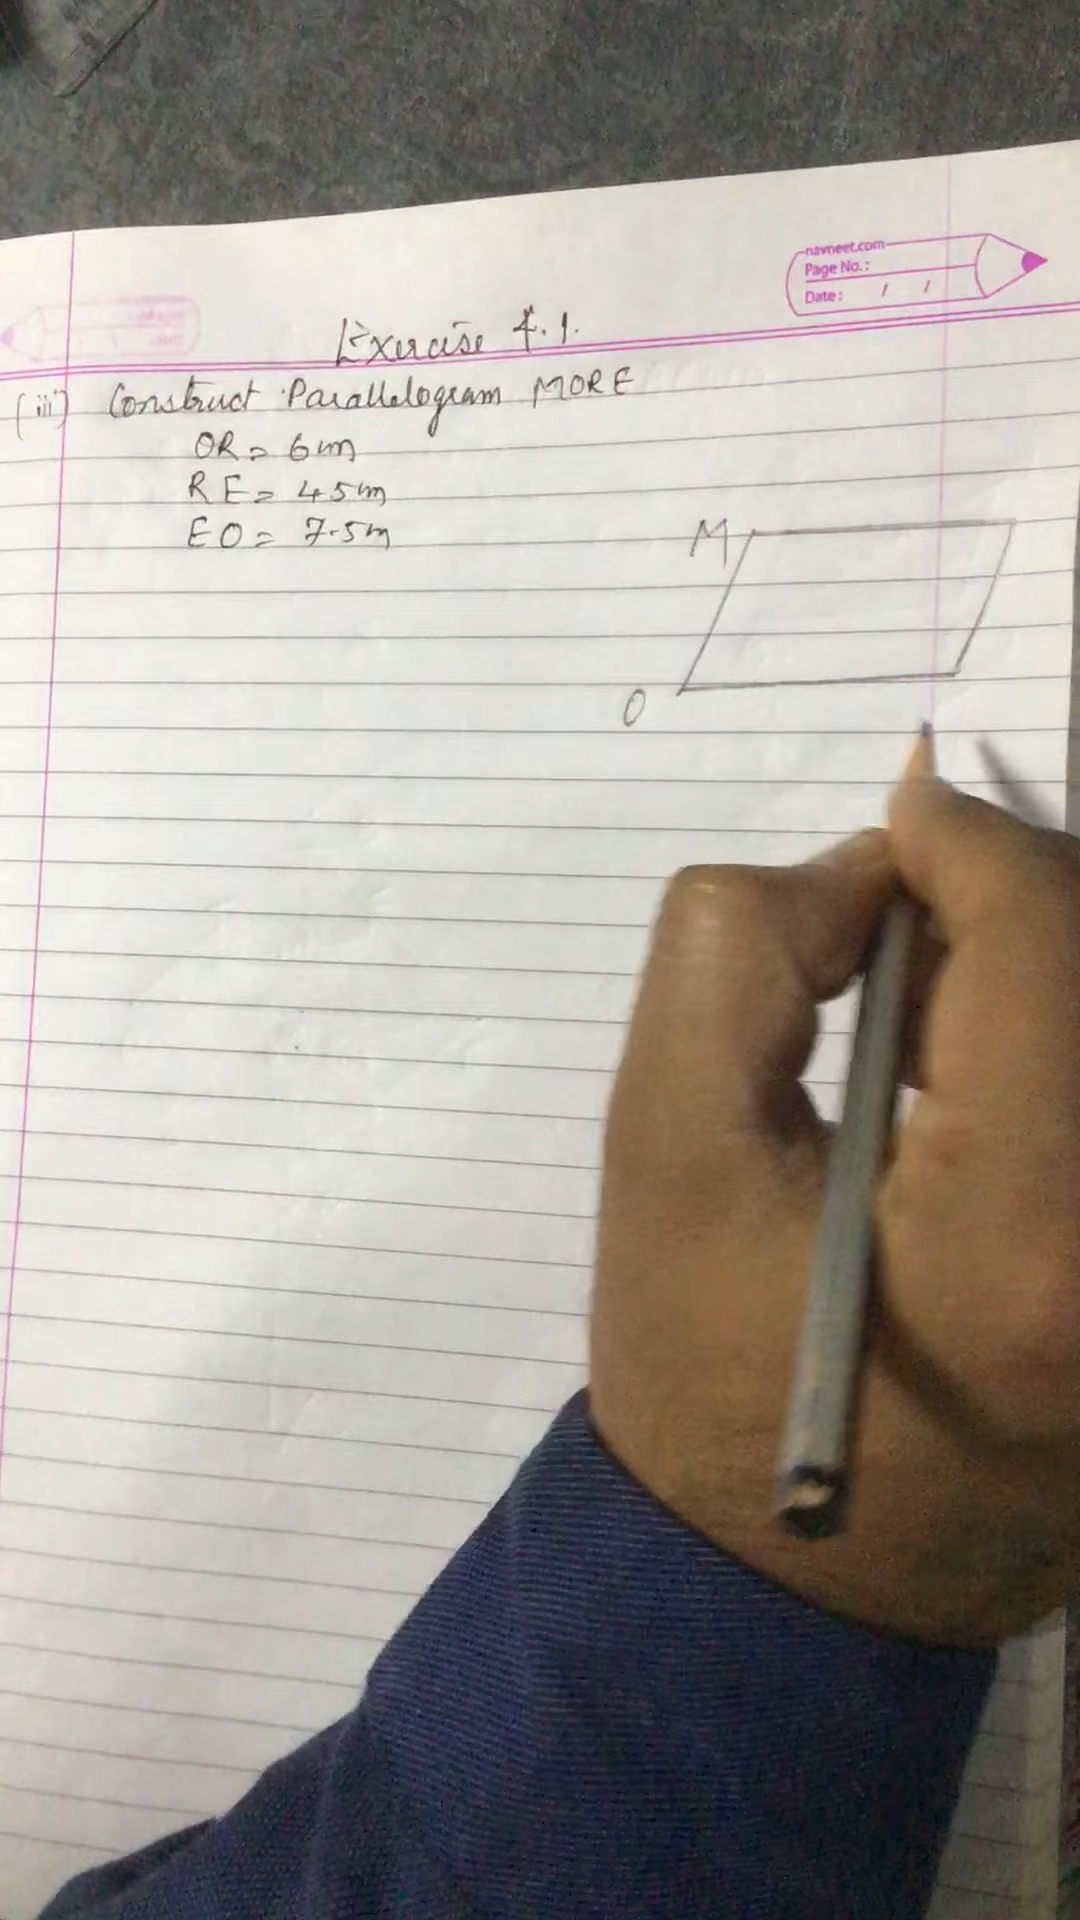 navneet.com
Page No.:
Date: / /
Exercise 4.1.
(iii) Construct Parallelogram MORE
OR = 6cm
RE = 4.5cm
EO = 7.5cm
M
O